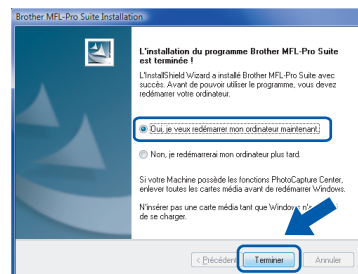 Brother MFL-Pro Suite Installation
L'installation du programme Brother MFL-Pro Suite
est terminée !
L'InstallShield Wizard a installé Brother MFL-Pro Suite avec
succès. Avant de pouvoir utiliser le programme, vous devez
redémarrer votre ordinateur.
Oui, je veux redémarrer mon ordinateur maintenant.
Non, je redémarrerai mon ordinateur plus tard.
Si votre Machine possède les fonctions PhotoCapture Center,
enlever toutes les cartes média avant de redémarrer Windows.
N'insérer pas une carte média tant que Windows
de se charger.
< Précédent
Terminer
Annuler